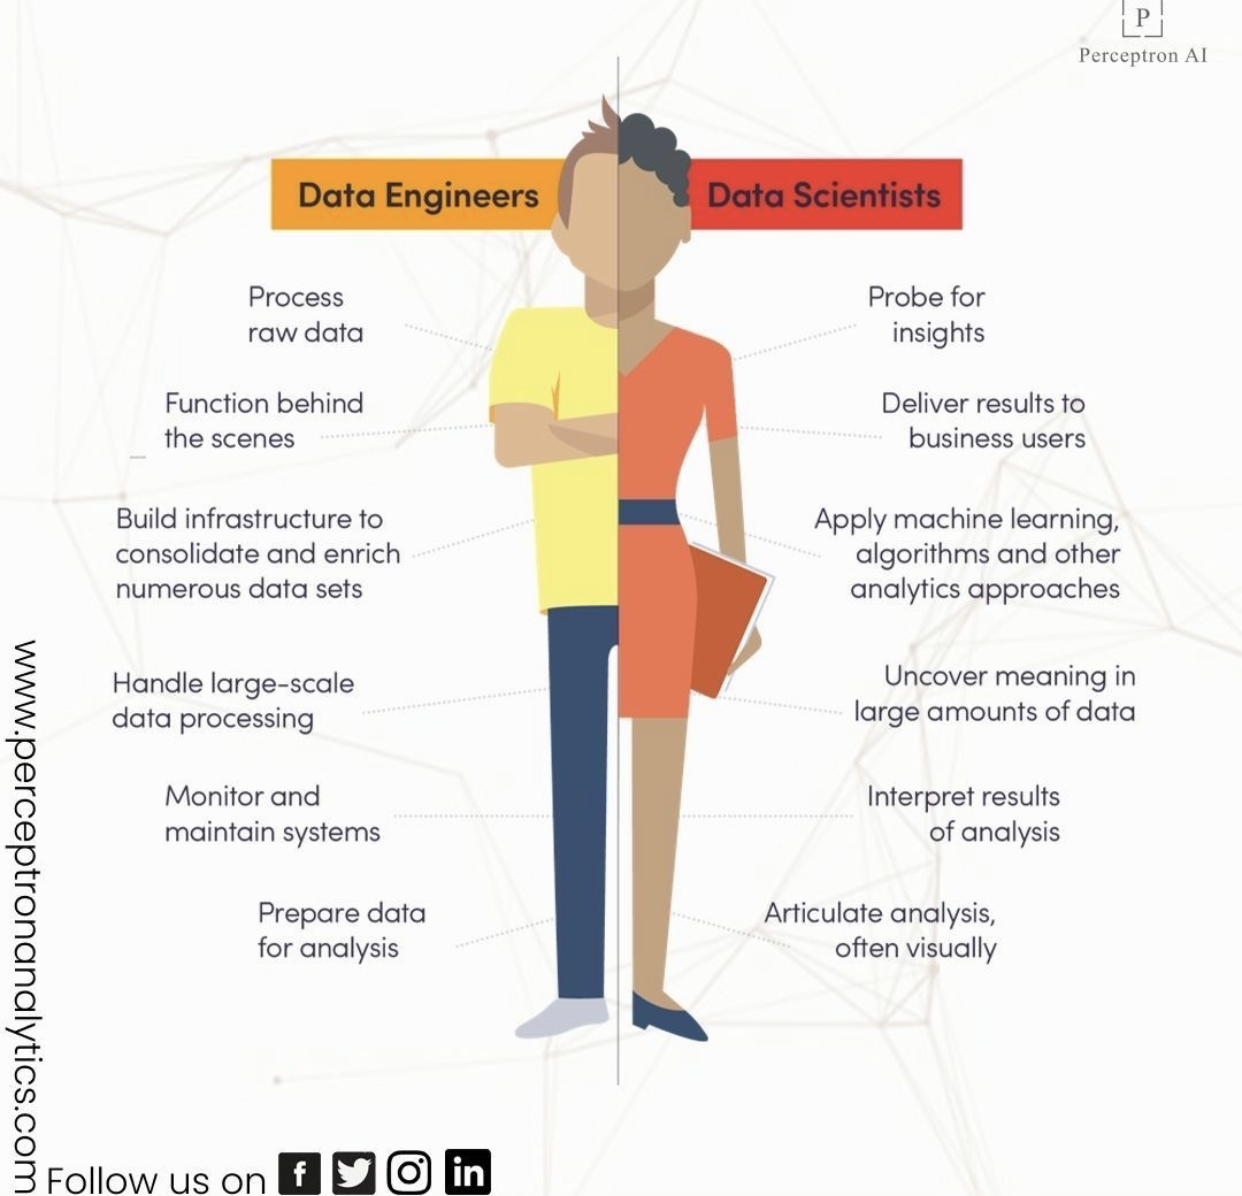 P
Perceptron AI
Data Engineers
Process
raw data
Function behind
the scenes
Build infrastructure to
consolidate and enrich
numerous data sets
Handle large-scale
data processing
Monitor and
maintain systems
Prepare data
for analysis
Data Scientists
Probe for
insights
Deliver results to
business users
Apply machine learning,
algorithms and other
analytics approaches
Uncover meaning in
large amounts of data
Interpret results
of analysis
Articulate analysis,
often visually
www.perceptronanalytics.com
Follow us on